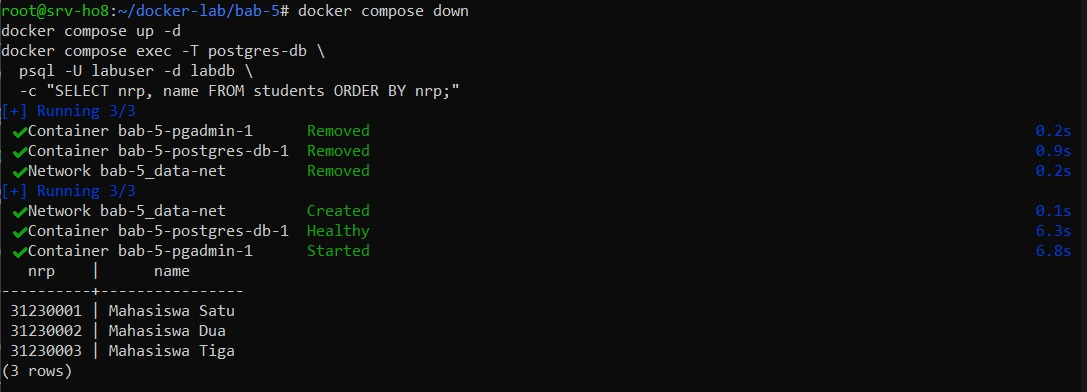 root@srv-ho8:~/docker-lab/bab-5# docker compose down
docker compose up -d
docker compose exec -T postgres-db \
  psql -U labuser -d labdb \
  -c "SELECT nrp, name FROM students ORDER BY nrp;"
[+] Running 3/3
 ✔Container bab-5-pgadmin-1      Removed 0.2s
 ✔Container bab-5-postgres-db-1  Removed 0.9s
 ✔Network bab-5_data-net         Removed 0.2s
[+] Running 3/3
 ✔Network bab-5_data-net         Created 0.1s
 ✔Container bab-5-postgres-db-1  Healthy 6.3s
 ✔Container bab-5-pgadmin-1      Started 6.8s
   nrp    |      name
----------+----------------
 31230001 | Mahasiswa Satu
 31230002 | Mahasiswa Dua
 31230003 | Mahasiswa Tiga
(3 rows)